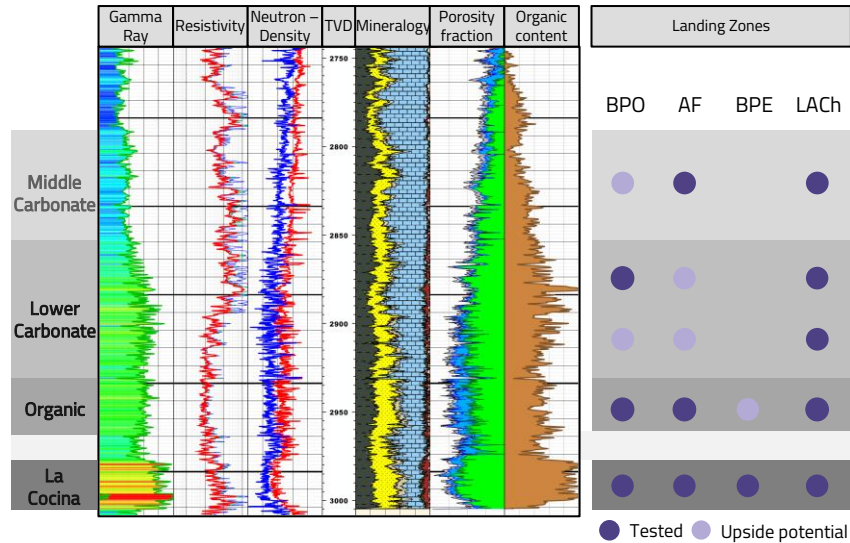 Gamma Ray
Resistivity
Neutron – Density
TVD
Mineralogy
Porosity fraction
Organic content
Landing Zones
BPO AF BPE LACh
2750
2800
Middle Carbonate
2850
Lower Carbonate
2900
Organic
2950
La Cocina
3000
Tested
Upside potential